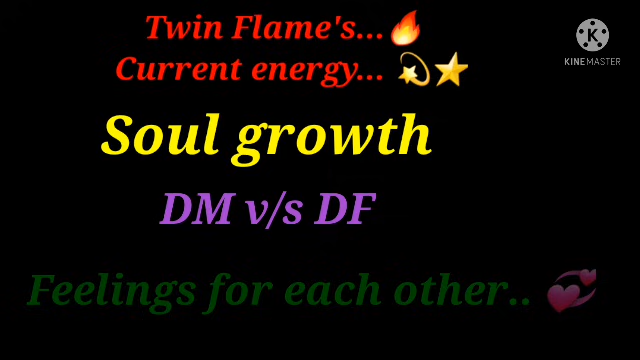 Twin Flame's...🔥
Current energy... 💫⭐
Soul growth
DM v/s DF
Feelings for each other.. 💞
K
KINEMASTER